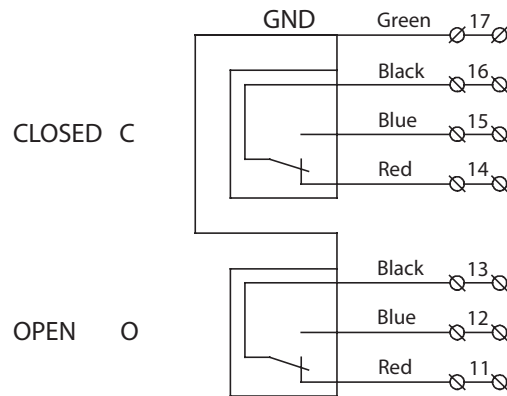 GND Green 17
Black 16
CLOSED C Blue 15
Red 14
Black 13
OPEN O Blue 12
Red 11